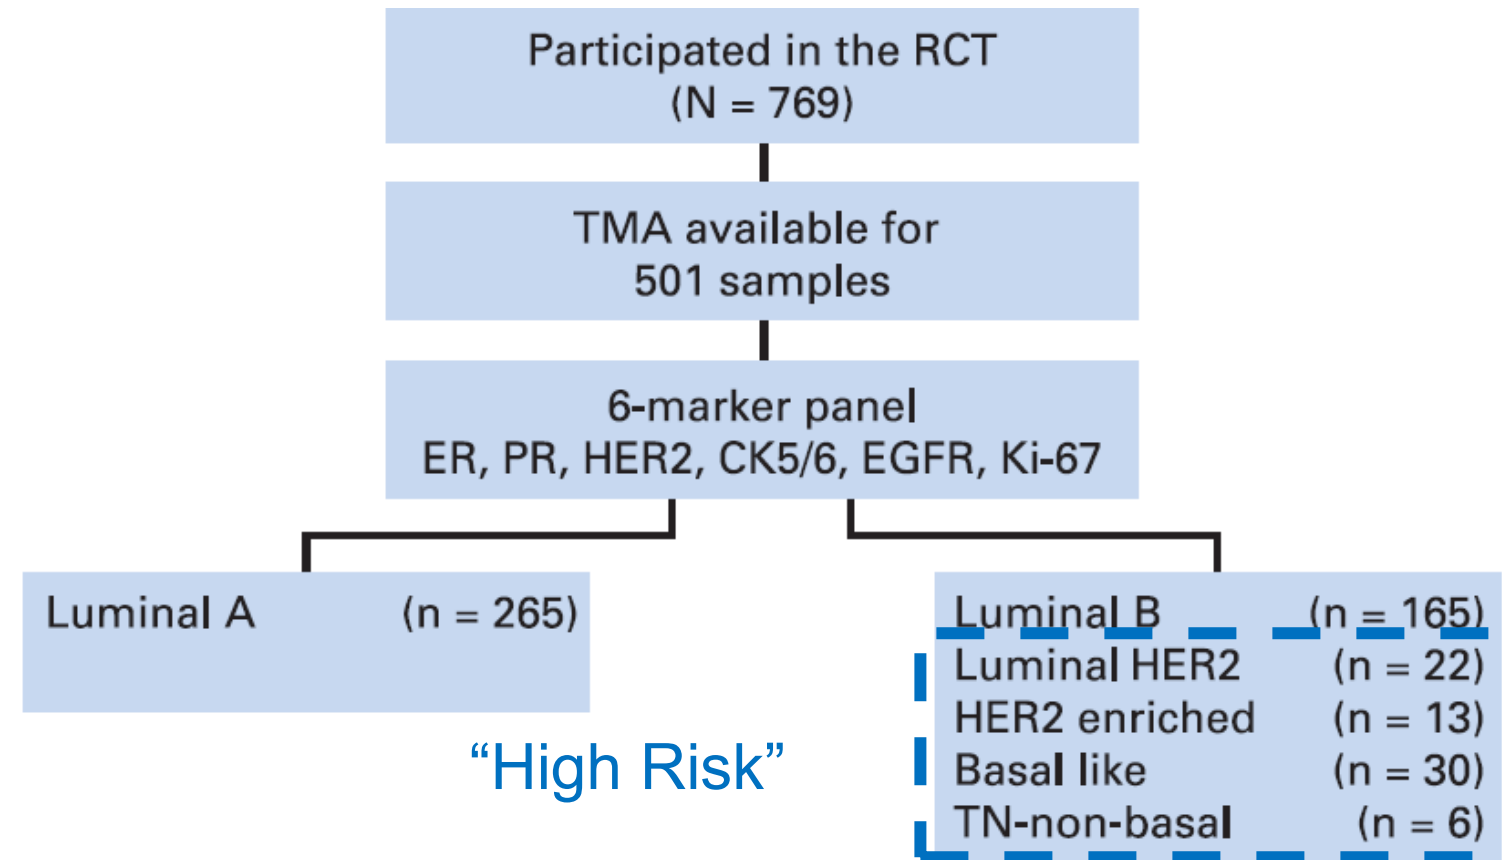 Participated in the RCT
(N = 769)
TMA available for
501 samples
6-marker panel
ER, PR, HER2, CK5/6, EGFR, Ki-67
Luminal A (n = 265)
Luminal B (n = 165)
Luminal HER2 (n = 22)
HER2 enriched (n = 13)
Basal like (n = 30)
TN-non-basal (n = 6)
“High Risk”